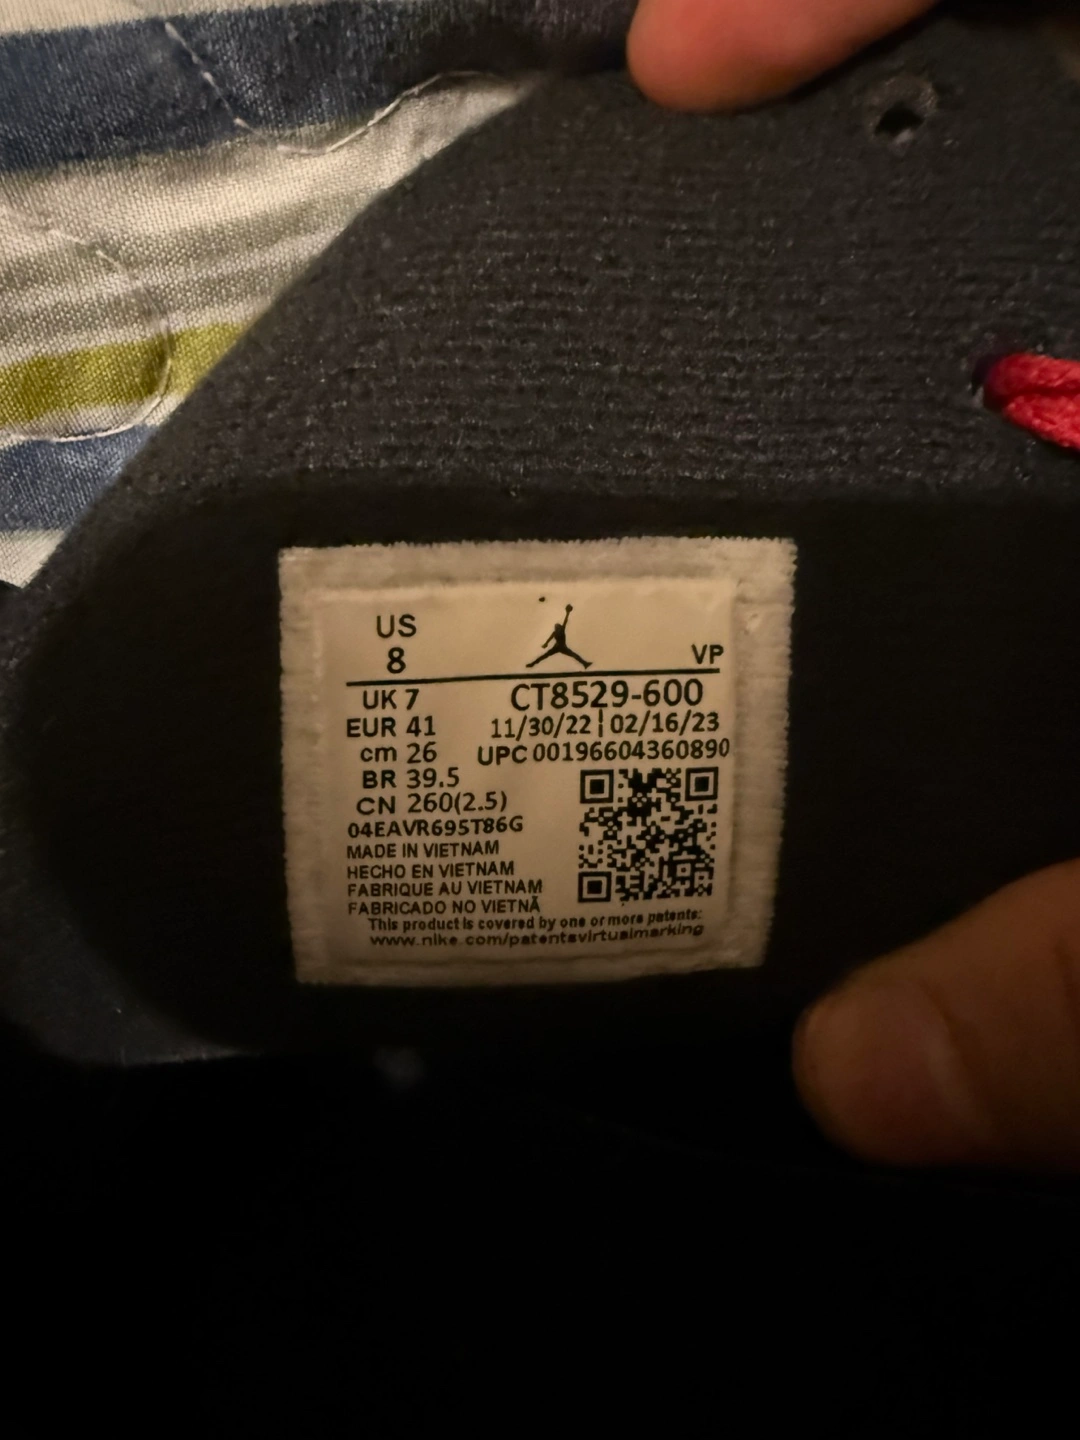 US
8
VP
UK 7
CT8529-600
EUR 41
11/30/22 | 02/16/23
cm 26
UPC 00196604360890
BR 39.5
CN 260(2.5)
04EAVR695T86G
MADE IN VIETNAM
HECHO EN VIETNAM
FABRIQUE AU VIETNAM
FABRICADO NO VIETNÃ
This product is covered by one or more patents:
www.nike.com/patentsvirtualmarking